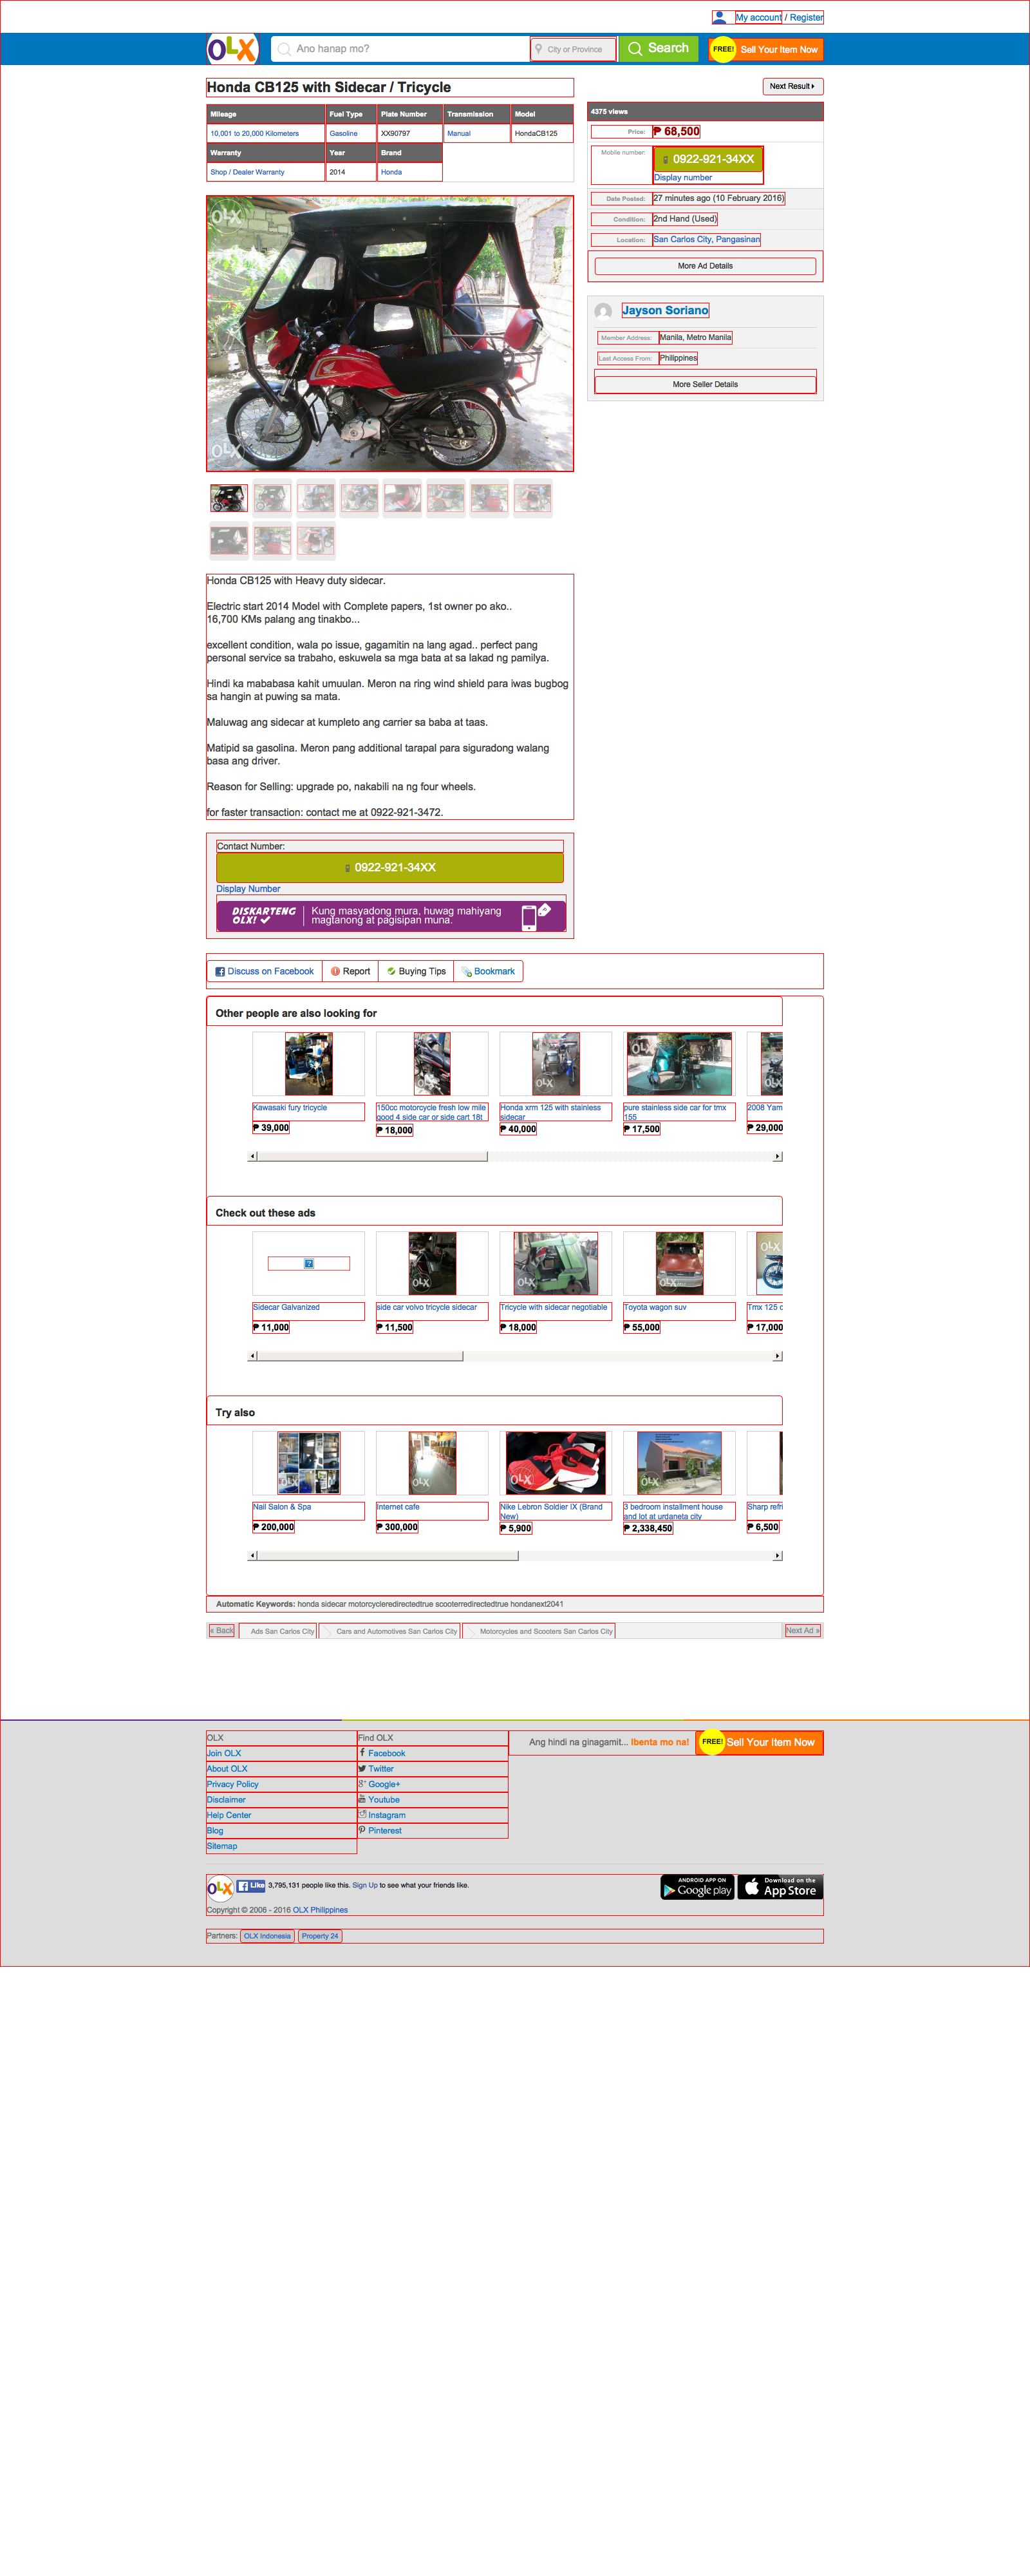 My account / Register
OLX
Ano hanap mo?
City or Province
Search
FREE!
Sell Your Item Now
Honda CB125 with Sidecar / Tricycle
Next Result
Mileage Fuel Type Plate Number Transmission Model
10,001 to 20,000 Kilometers Gasoline XX90797 Manual HondaCB125
Warranty Year Brand
Shop / Dealer Warranty 2014 Honda
4375 views
Price: ₱ 68,500
Mobile number: 0922-921-34XX
Display number
Date Posted: 27 minutes ago (10 February 2016)
Condition: 2nd Hand (Used)
Location: San Carlos City, Pangasinan
More Ad Details
Jayson Soriano
Member Address: Manila, Metro Manila
Last Access From: Philippines
More Seller Details
OLX
OLX
Honda CB125 with Heavy duty sidecar.
Electric start 2014 Model with Complete papers, 1st owner po ako..
16,700 KMs palang ang tinakbo...
excellent condition, wala po issue, gagamitin na lang agad.. perfect pang
personal service sa trabaho, eskuwela sa mga bata at sa lakad ng pamilya.
Hindi ka mababasa kahit umuulan. Meron na ring wind shield para iwas bugbog
sa hangin at puwing sa mata.
Maluwag ang sidecar at kumpleto ang carrier sa baba at taas.
Matipid sa gasolina. Meron pang additional tarapal para siguradong walang
basa ang driver.
Reason for Selling: upgrade po, nakabili na ng four wheels.
for faster transaction: contact me at 0922-921-3472.
Contact Number:
0922-921-34XX
Display Number
DISKARTENG
OLX!
Kung masyadong mura, huwag mahiyang
magtanong at pagisipan muna.
Discuss on Facebook Report Buying Tips Bookmark
Other people are also looking for
Kawasaki fury tricycle
₱ 39,000
150cc motorcycle fresh low mile
good 4 side car or side cart 18t
₱ 18,000
Honda xrm 125 with stainless
sidecar
₱ 40,000
pure stainless side car for tmx
155
₱ 17,500
2008 Yam
₱ 29,000
Check out these ads
Sidecar Galvanized
₱ 11,000
side car volvo tricycle sidecar
₱ 11,500
Tricycle with sidecar negotiable
₱ 18,000
Toyota wagon suv
₱ 55,000
Tmx 125 c
₱ 17,000
Try also
Nail Salon & Spa
₱ 200,000
Internet cafe
₱ 300,000
Nike Lebron Soldier IX (Brand
New)
₱ 5,900
3 bedroom installment house
and lot at urdaneta city
₱ 2,338,450
Sharp refri
₱ 6,500
Automatic Keywords: honda sidecar motorcycleredirectedtrue scooterredirectedtrue hondanext2041
« Back Ads San Carlos City Cars and Automotives San Carlos City Motorcycles and Scooters San Carlos City Next Ad »
OLX
Join OLX
About OLX
Privacy Policy
Disclaimer
Help Center
Blog
Sitemap
Find OLX
Facebook
Twitter
Google+
Youtube
Instagram
Pinterest
Ang hindi na ginagamit... Ibenta mo na!
FREE!
Sell Your Item Now
OLX
Like 3,795,131 people like this. Sign Up to see what your friends like.
ANDROID APP ON
Google play
Download on the
App Store
Copyright © 2006 - 2016 OLX Philippines
Partners: OLX Indonesia Property 24